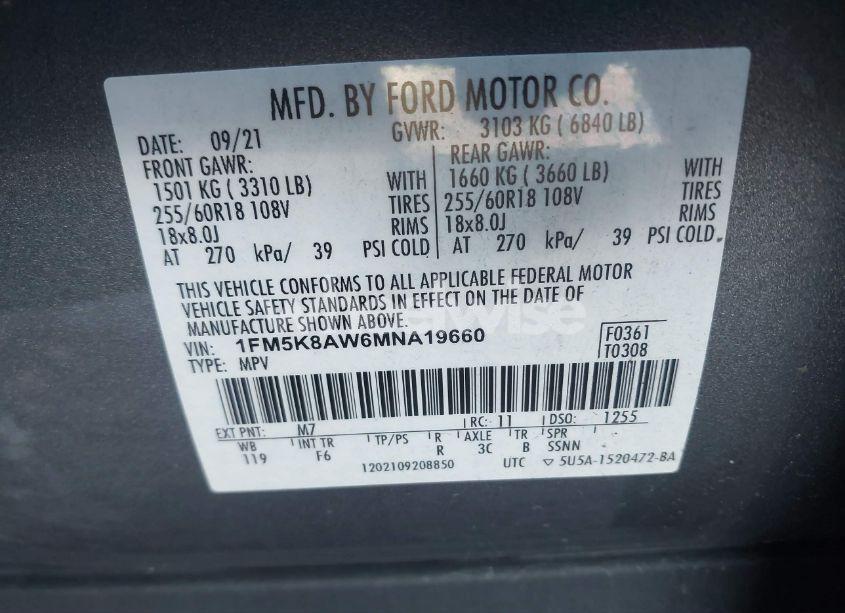 MFD. BY FORD MOTOR CO.
DATE: 09/21 GVWR: 3103 KG ( 6840 LB)
FRONT GAWR: REAR GAWR:
1501 KG ( 3310 LB) WITH 1660 KG ( 3660 LB) WITH
255/60R18 108V TIRES 255/60R18 108V TIRES
18x8.0J RIMS 18x8.0J RIMS
AT 270 kPa/ 39 PSI COLD AT 270 kPa/ 39 PSI COLD.
THIS VEHICLE CONFORMS TO ALL APPLICABLE FEDERAL MOTOR
VEHICLE SAFETY STANDARDS IN EFFECT ON THE DATE OF
MANUFACTURE SHOWN ABOVE.
VIN: 1FM5K8AW6MNA19660 F0361
TYPE: MPV T0308
EXT PNT: M7 RC: 11 DSO: 1255
WB INT TR TP/PS R AXLE TR SPR
119 F6 R 3C B SSNN
1202109208850 UTC ▽ 5U5A-1520472-BA